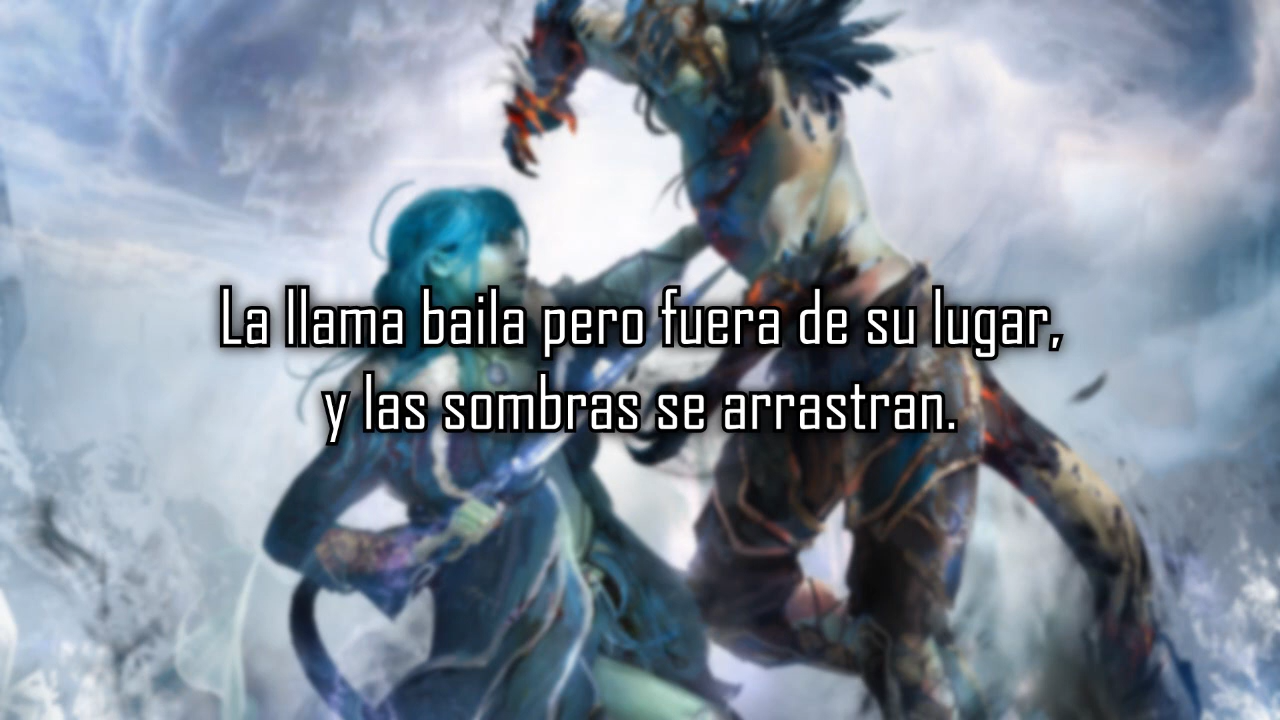 La llama baila pero fuera de su lugar,
y las sombras se arrastran.